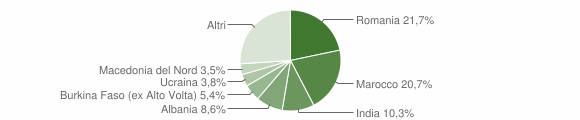 Altri
Romania 21,7%
Macedonia del Nord 3,5%
Ucraina 3,8%
Marocco 20,7%
Burkina Faso (ex Alto Volta) 5,4%
Albania 8,6%
India 10,3%